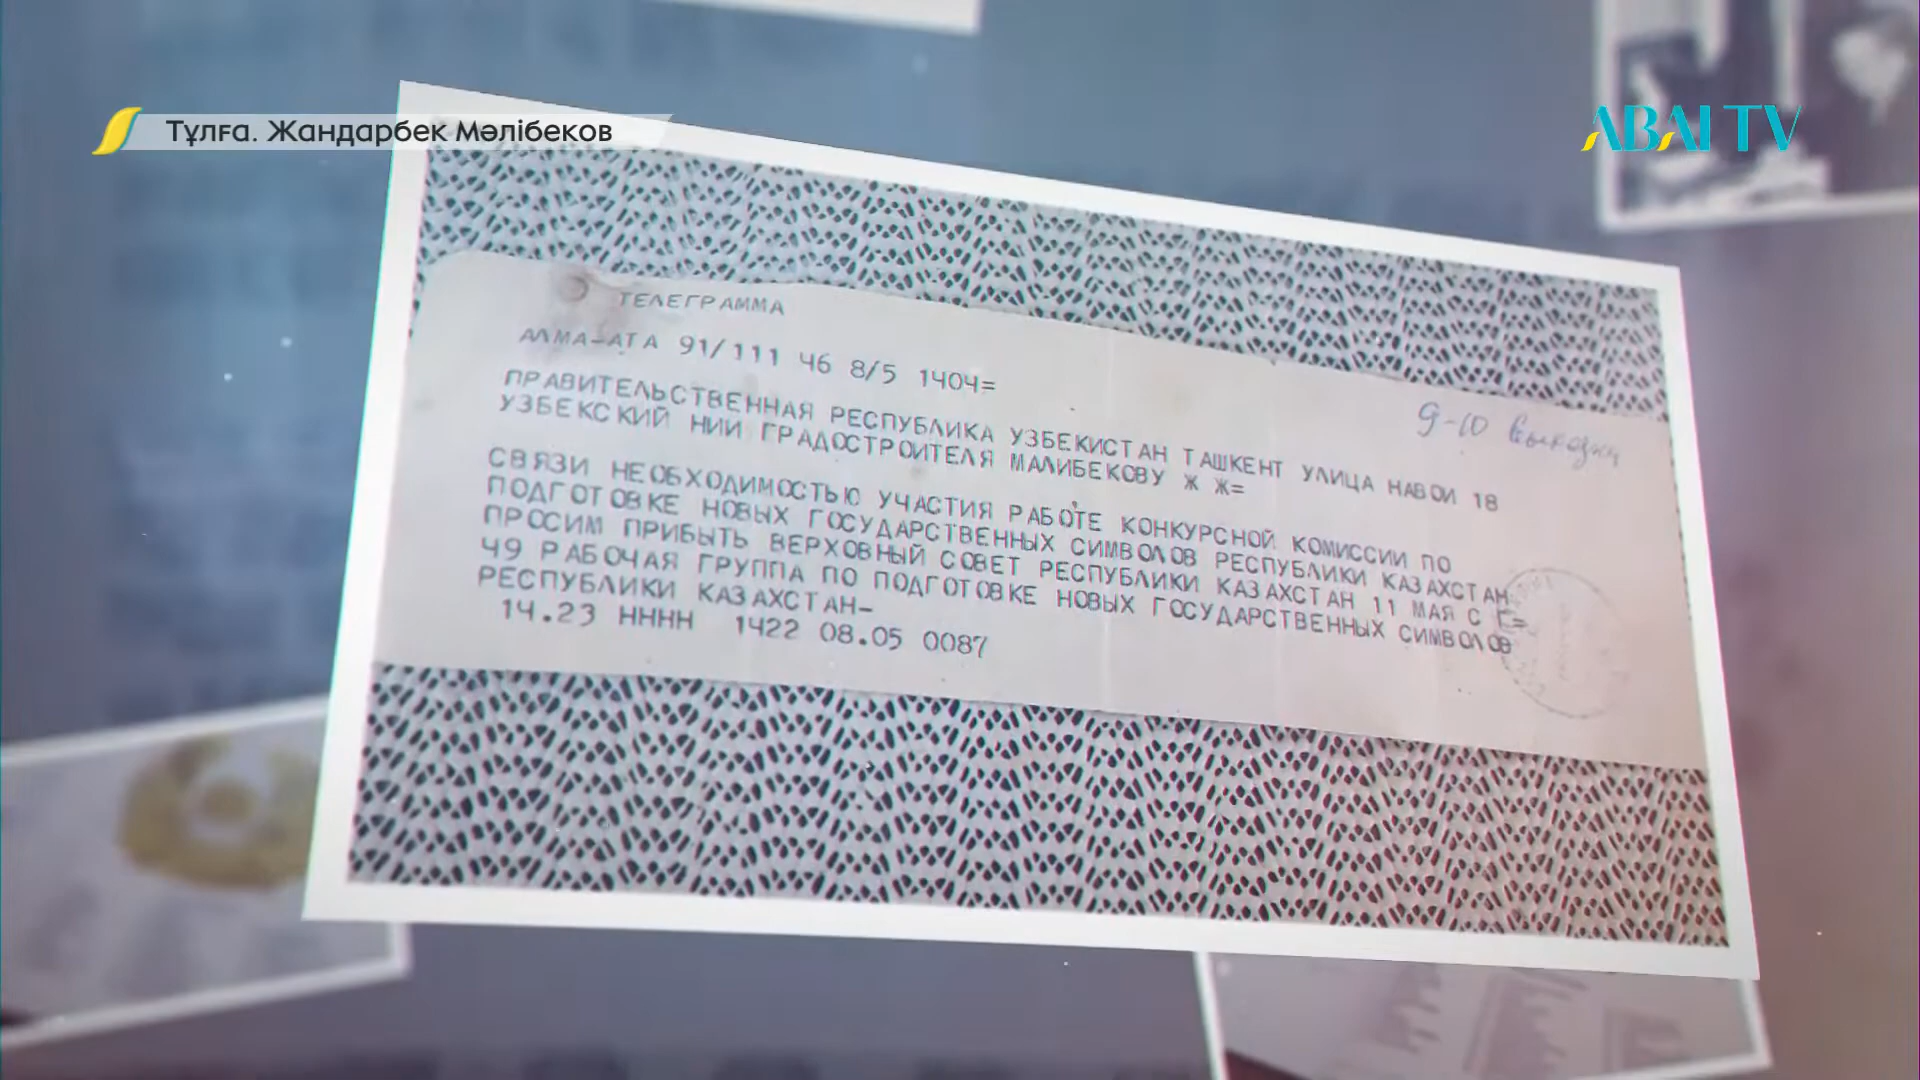 Тұлға. Жандарбек Мәлібеков
ABAI TV
ТЕЛЕГРАММА
АЛМА-АТА 91/111 Ч6 8/5 1404=
ПРАВИТЕЛЬСТВЕННАЯ РЕСПУБЛИКА УЗБЕКИСТАН ТАШКЕНТ УЛИЦА НАВОИ 18
УЗБЕКСКИЙ НИИ ГРАДОСТРОИТЕЛЯ МАЛИБЕКОВУ Ж Ж=
9-10
СВЯЗИ НЕОБХОДИМОСТЬЮ УЧАСТИЯ РАБОТЕ КОНКУРСНОЙ КОМИССИИ ПО
ПОДГОТОВКЕ НОВЫХ ГОСУДАРСТВЕННЫХ СИМВОЛОВ РЕСПУБЛИКИ КАЗАХСТАН
ПРОСИМ ПРИБЫТЬ ВЕРХОВНЫЙ СОВЕТ РЕСПУБЛИКИ КАЗАХСТАН 11 МАЯ С Г=
Ч9 РАБОЧАЯ ГРУППА ПО ПОДГОТОВКЕ НОВЫХ ГОСУДАРСТВЕННЫХ СИМВОЛОВ
РЕСПУБЛИКИ КАЗАХСТАН-
14.23 НННН 1422 08.05 0087